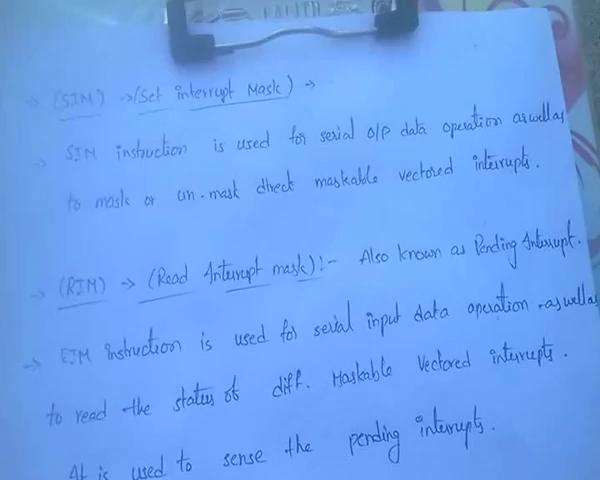 → (SIM) → (Set interrupt Mask) →
→ SIM instruction is used for serial O/P data operation as well as
to mask or un-mask direct maskable vectored interrupts.
→ (RIM) → (Read Interrupt mask):- Also known as Pending Interrupt.
→ RIM instruction is used for serial input data operation as well as
to read the status of diff. Maskable Vectored interrupts.
It is used to sense the pending interrupts.